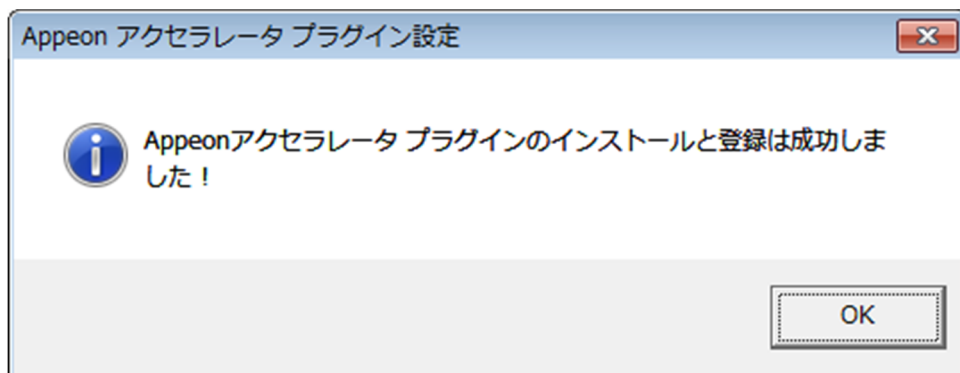 Appeon アクセラレータ プラグイン設定
Appeonアクセラレータ プラグインのインストールと登録は成功しま
した！
OK